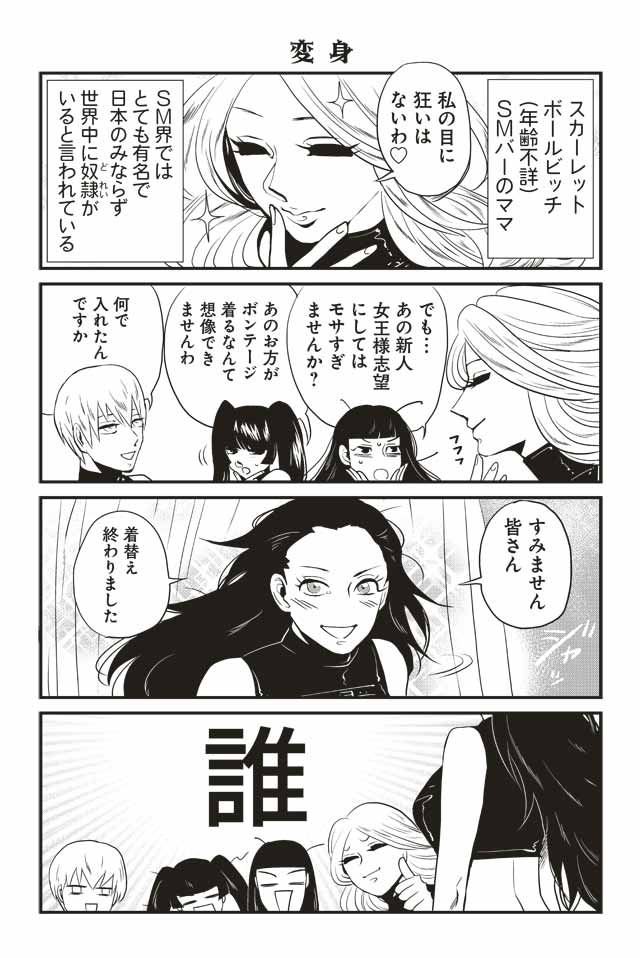 変身
スカーレット
ボールビッチ
(年齢不詳)
SMバーのママ
私の目に
狂いは
ないわ♡
SM界では
とても有名で
日本のみならず
世界中に奴隷が
どれい
いると言われている
でも…
あの新人
女王様志望
にしては
モサすぎ
ませんか?
フフフ
あのお方が
ボンテージ
着るなんて
想像でき
ませんわ
何で
入れたん
ですか
すみません
皆さん
シャッ
着替え
終わりました
誰